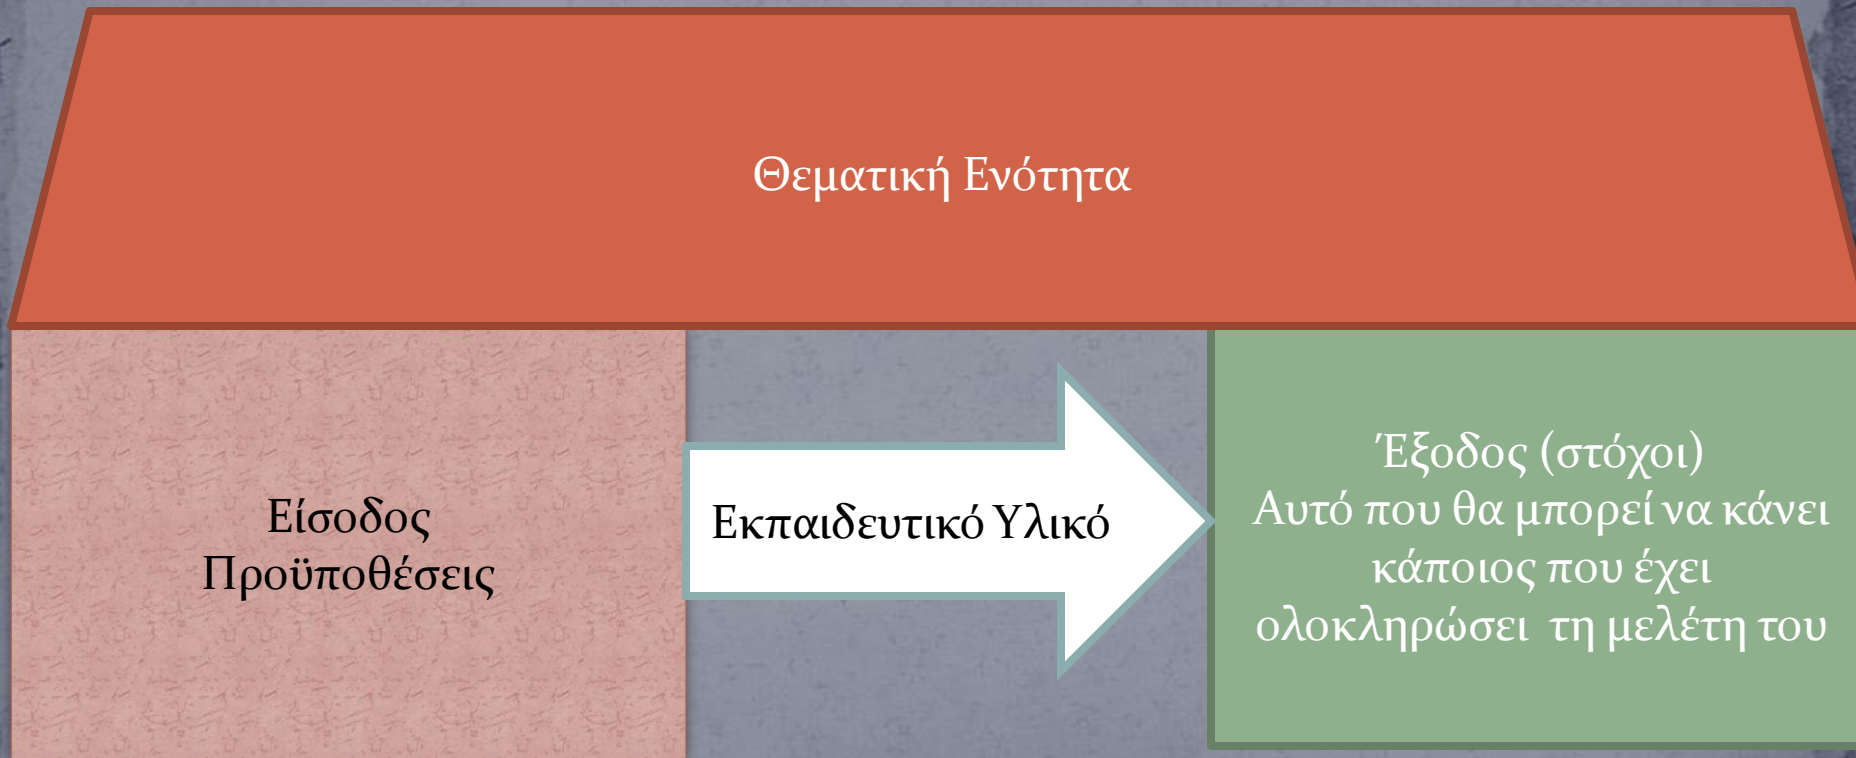 Θεματική Ενότητα
Είσοδος
Προϋποθέσεις
Εκπαιδευτικό Υλικό
Έξοδος (στόχοι)
Αυτό που θα μπορεί να κάνει
κάποιος που έχει
ολοκληρώσει τη μελέτη του